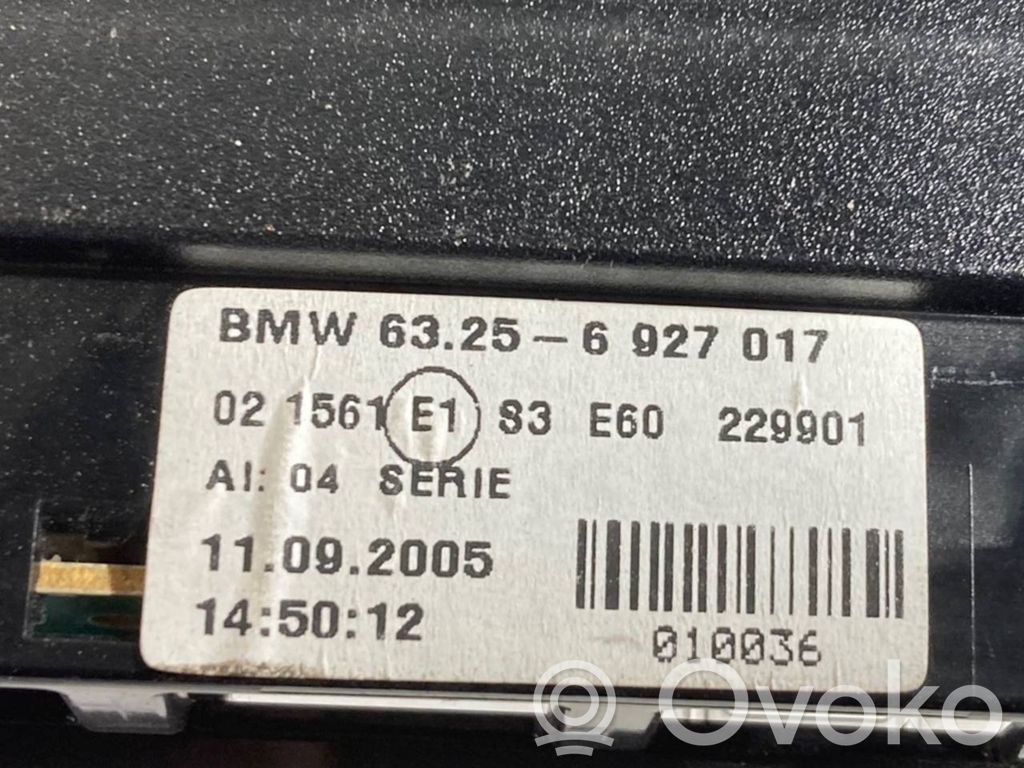 BMW 63.25-6 927 017
02 1561 E1 S3 E60 229901
AI: 04 SERIE
11.09.2005
14:50:12
010036
Ovoko